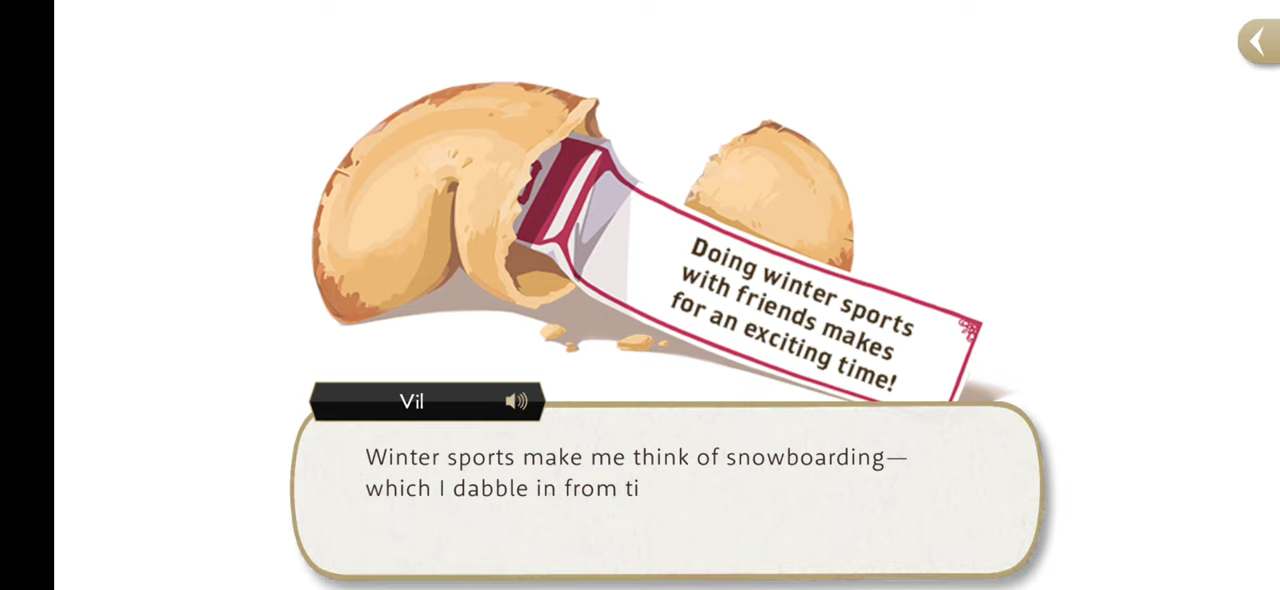 Doing winter sports
with friends makes
for an exciting time!
Vil
Winter sports make me think of snowboarding—
which I dabble in from ti